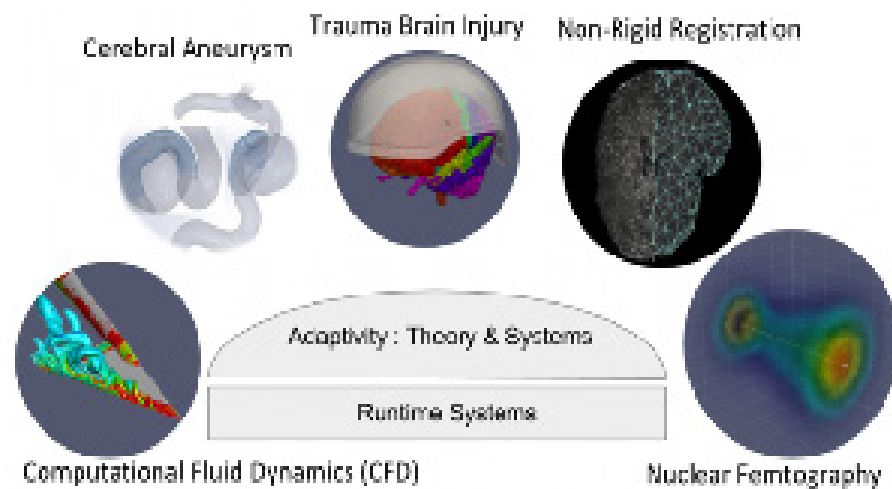 Trauma Brain Injury
Non-Rigid Registration
Cerebral Aneurysm
Adaptivity : Theory & Systems
Runtime Systems
Computational Fluid Dynamics (CFD)
Nuclear Femtography